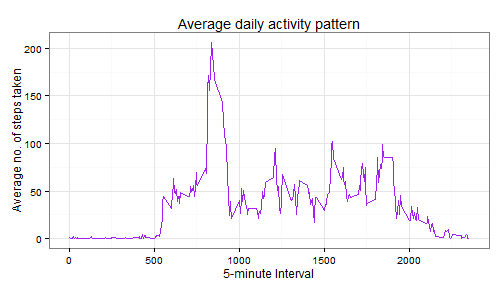 Average daily activity pattern
Average no. of steps taken
200
150
100
50
0
0 500 1000 1500 2000
5-minute Interval